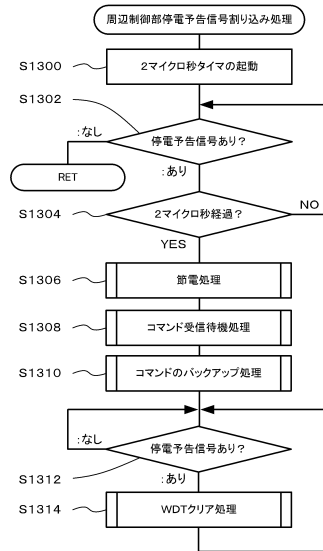 周辺制御部停電予告信号割り込み処理
S1300
2マイクロ秒タイマの起動
S1302
:なし
停電予告信号あり?
RET
:あり
S1304
2マイクロ秒経過?
NO
YES
S1306
節電処理
S1308
コマンド受信待機処理
S1310
コマンドのバックアップ処理
:なし
停電予告信号あり?
S1312
:あり
S1314
WDTクリア処理